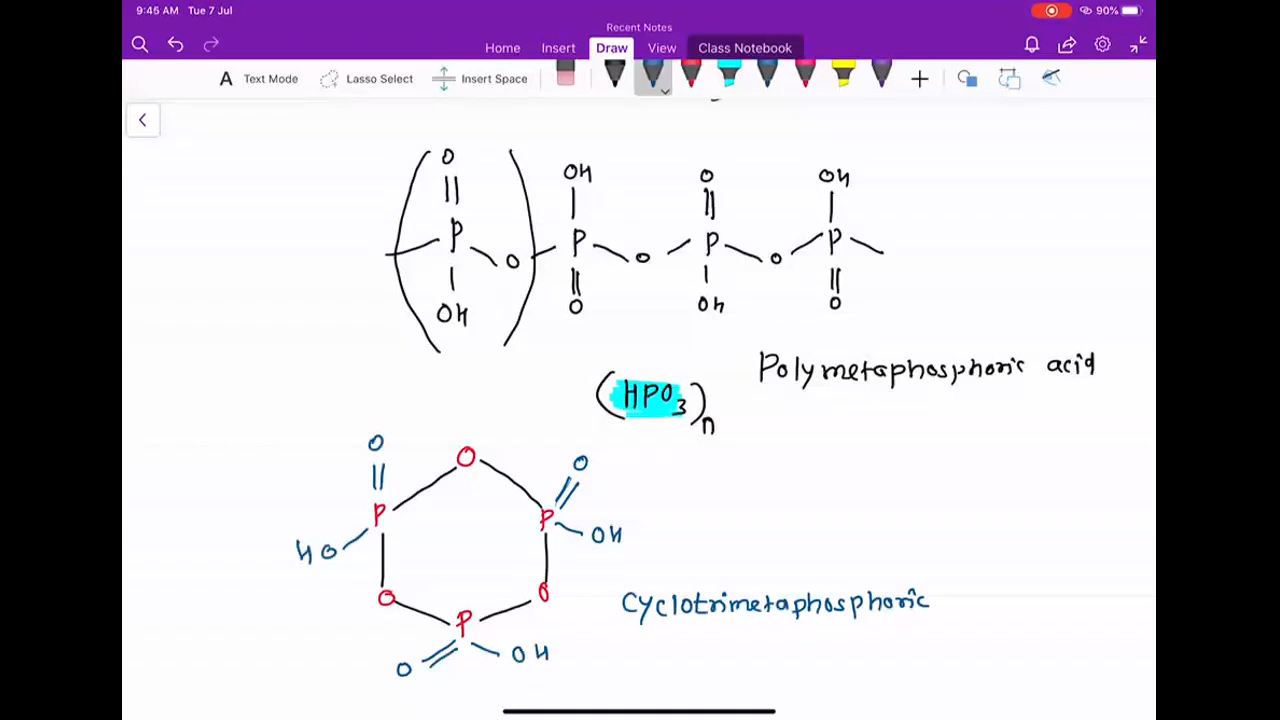 9:45 AM Tue 7 Jul
90%
Recent Notes
Home Insert Draw View Class Notebook
Text Mode Lasso Select Insert Space
O OH O OH
P O P O P O P
OH O OH O
Polymetaphosphoric acid
(HPO3)n
O O O
P P OH
HO
O O
P
O OH
Cyclotrimetaphosphoric